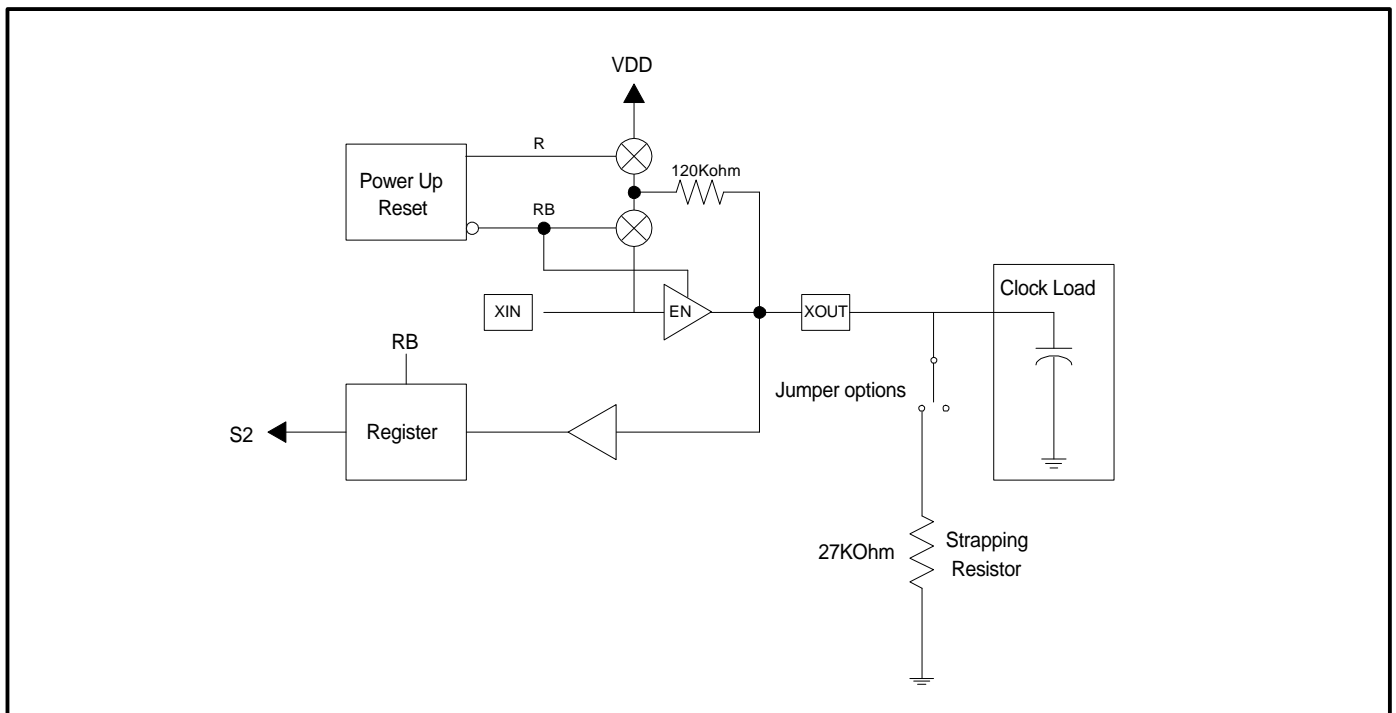 VDD
R
Power Up
Reset
120Kohm
RB
Clock Load
XIN
EN
XOUT
RB
Jumper options
S2
Register
27KOhm
Strapping
Resistor